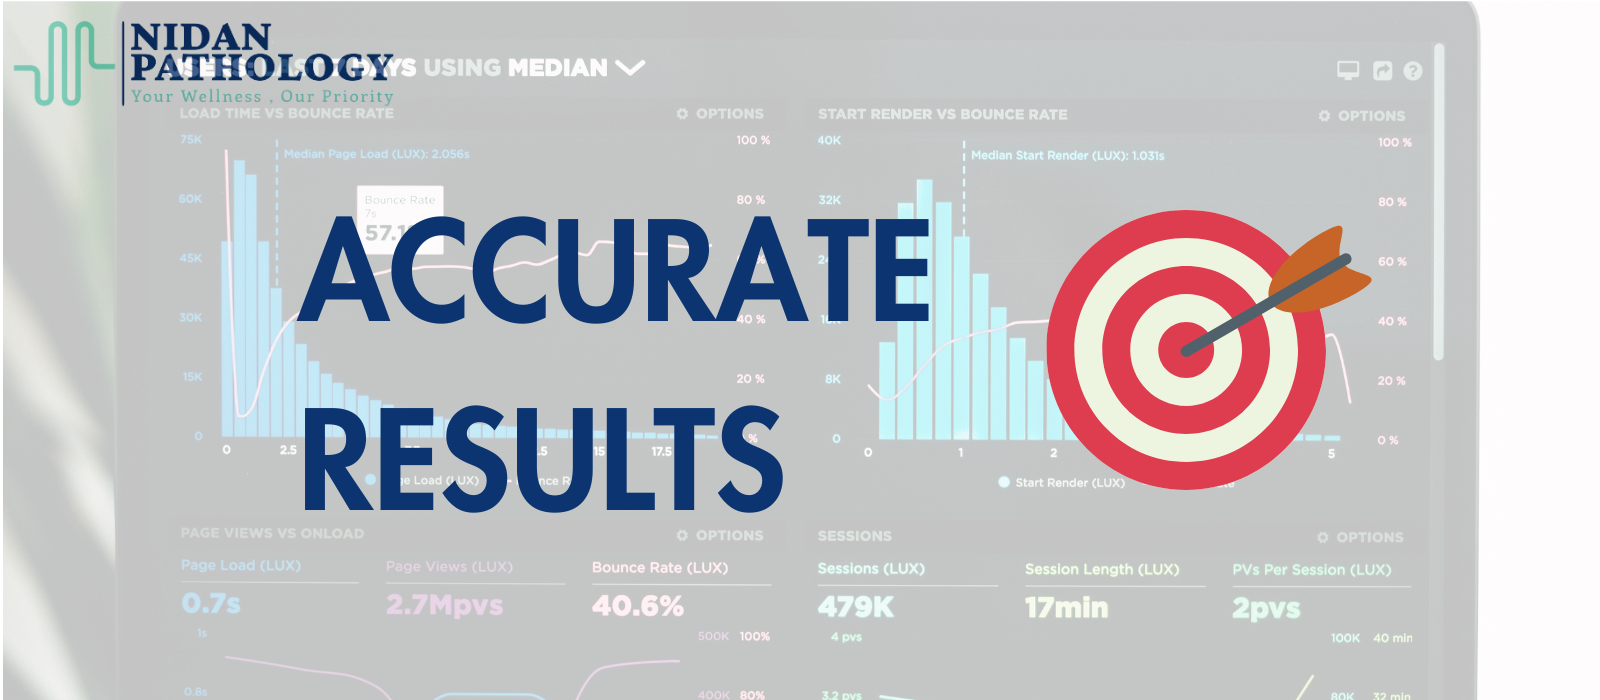 NIDAN
PATHOLOGY
Your Wellness , Our Priority
USING MEDIAN
LOAD TIME VS BOUNCE RATE
OPTIONS
75K
100 %
Median Page Load (LUX): 2.056s
60K
Bounce Rate
7s
57.1
80 %
45K
30K
40 %
15K
20 %
0
0 2.5 17.5
START RENDER VS BOUNCE RATE
OPTIONS
40K
100 %
Median Start Render (LUX): 1.031s
32K
80 %
60 %
40 %
8K
20 %
0
0 %
0 1 2 5
Start Render (LUX)
ACCURATE
RESULTS
PAGE VIEWS VS ONLOAD
OPTIONS
Page Load (LUX) Page Views (LUX) Bounce Rate (LUX)
0.7s 2.7Mpvs 40.6%
1s 500K 100%
0.8s 400K 80%
SESSIONS
OPTIONS
Sessions (LUX) Session Length (LUX) PVs Per Session (LUX)
479K 17min 2pvs
4 pvs 100K 40 min
3.2 pvs 80K 32 min